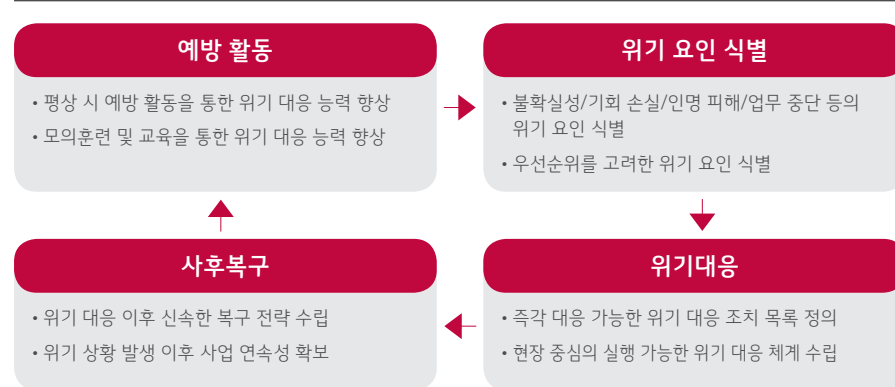 예방 활동
• 평상 시 예방 활동을 통한 위기 대응 능력 향상
• 모의훈련 및 교육을 통한 위기 대응 능력 향상
위기 요인 식별
• 불확실성/기회 손실/인명 피해/업무 중단 등의
위기 요인 식별
• 우선순위를 고려한 위기 요인 식별
사후복구
• 위기 대응 이후 신속한 복구 전략 수립
• 위기 상황 발생 이후 사업 연속성 확보
위기대응
• 즉각 대응 가능한 위기 대응 조치 목록 정의
• 현장 중심의 실행 가능한 위기 대응 체계 수립